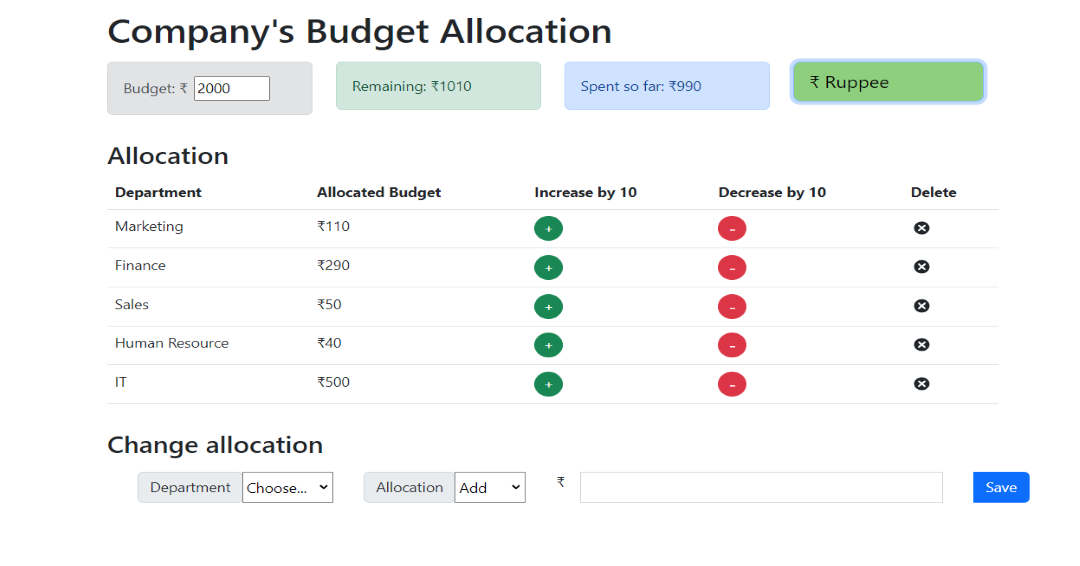 Company's Budget Allocation
Budget: ₹ 2000 Remaining: ₹1010 Spent so far: ₹990 ₹ Ruppee
Allocation
Department Allocated Budget Increase by 10 Decrease by 10 Delete
Marketing ₹110 + -
Finance ₹290 + -
Sales ₹50 + -
Human Resource ₹40 + -
IT ₹500 + -
Change allocation
Department Choose... Allocation Add ₹ Save